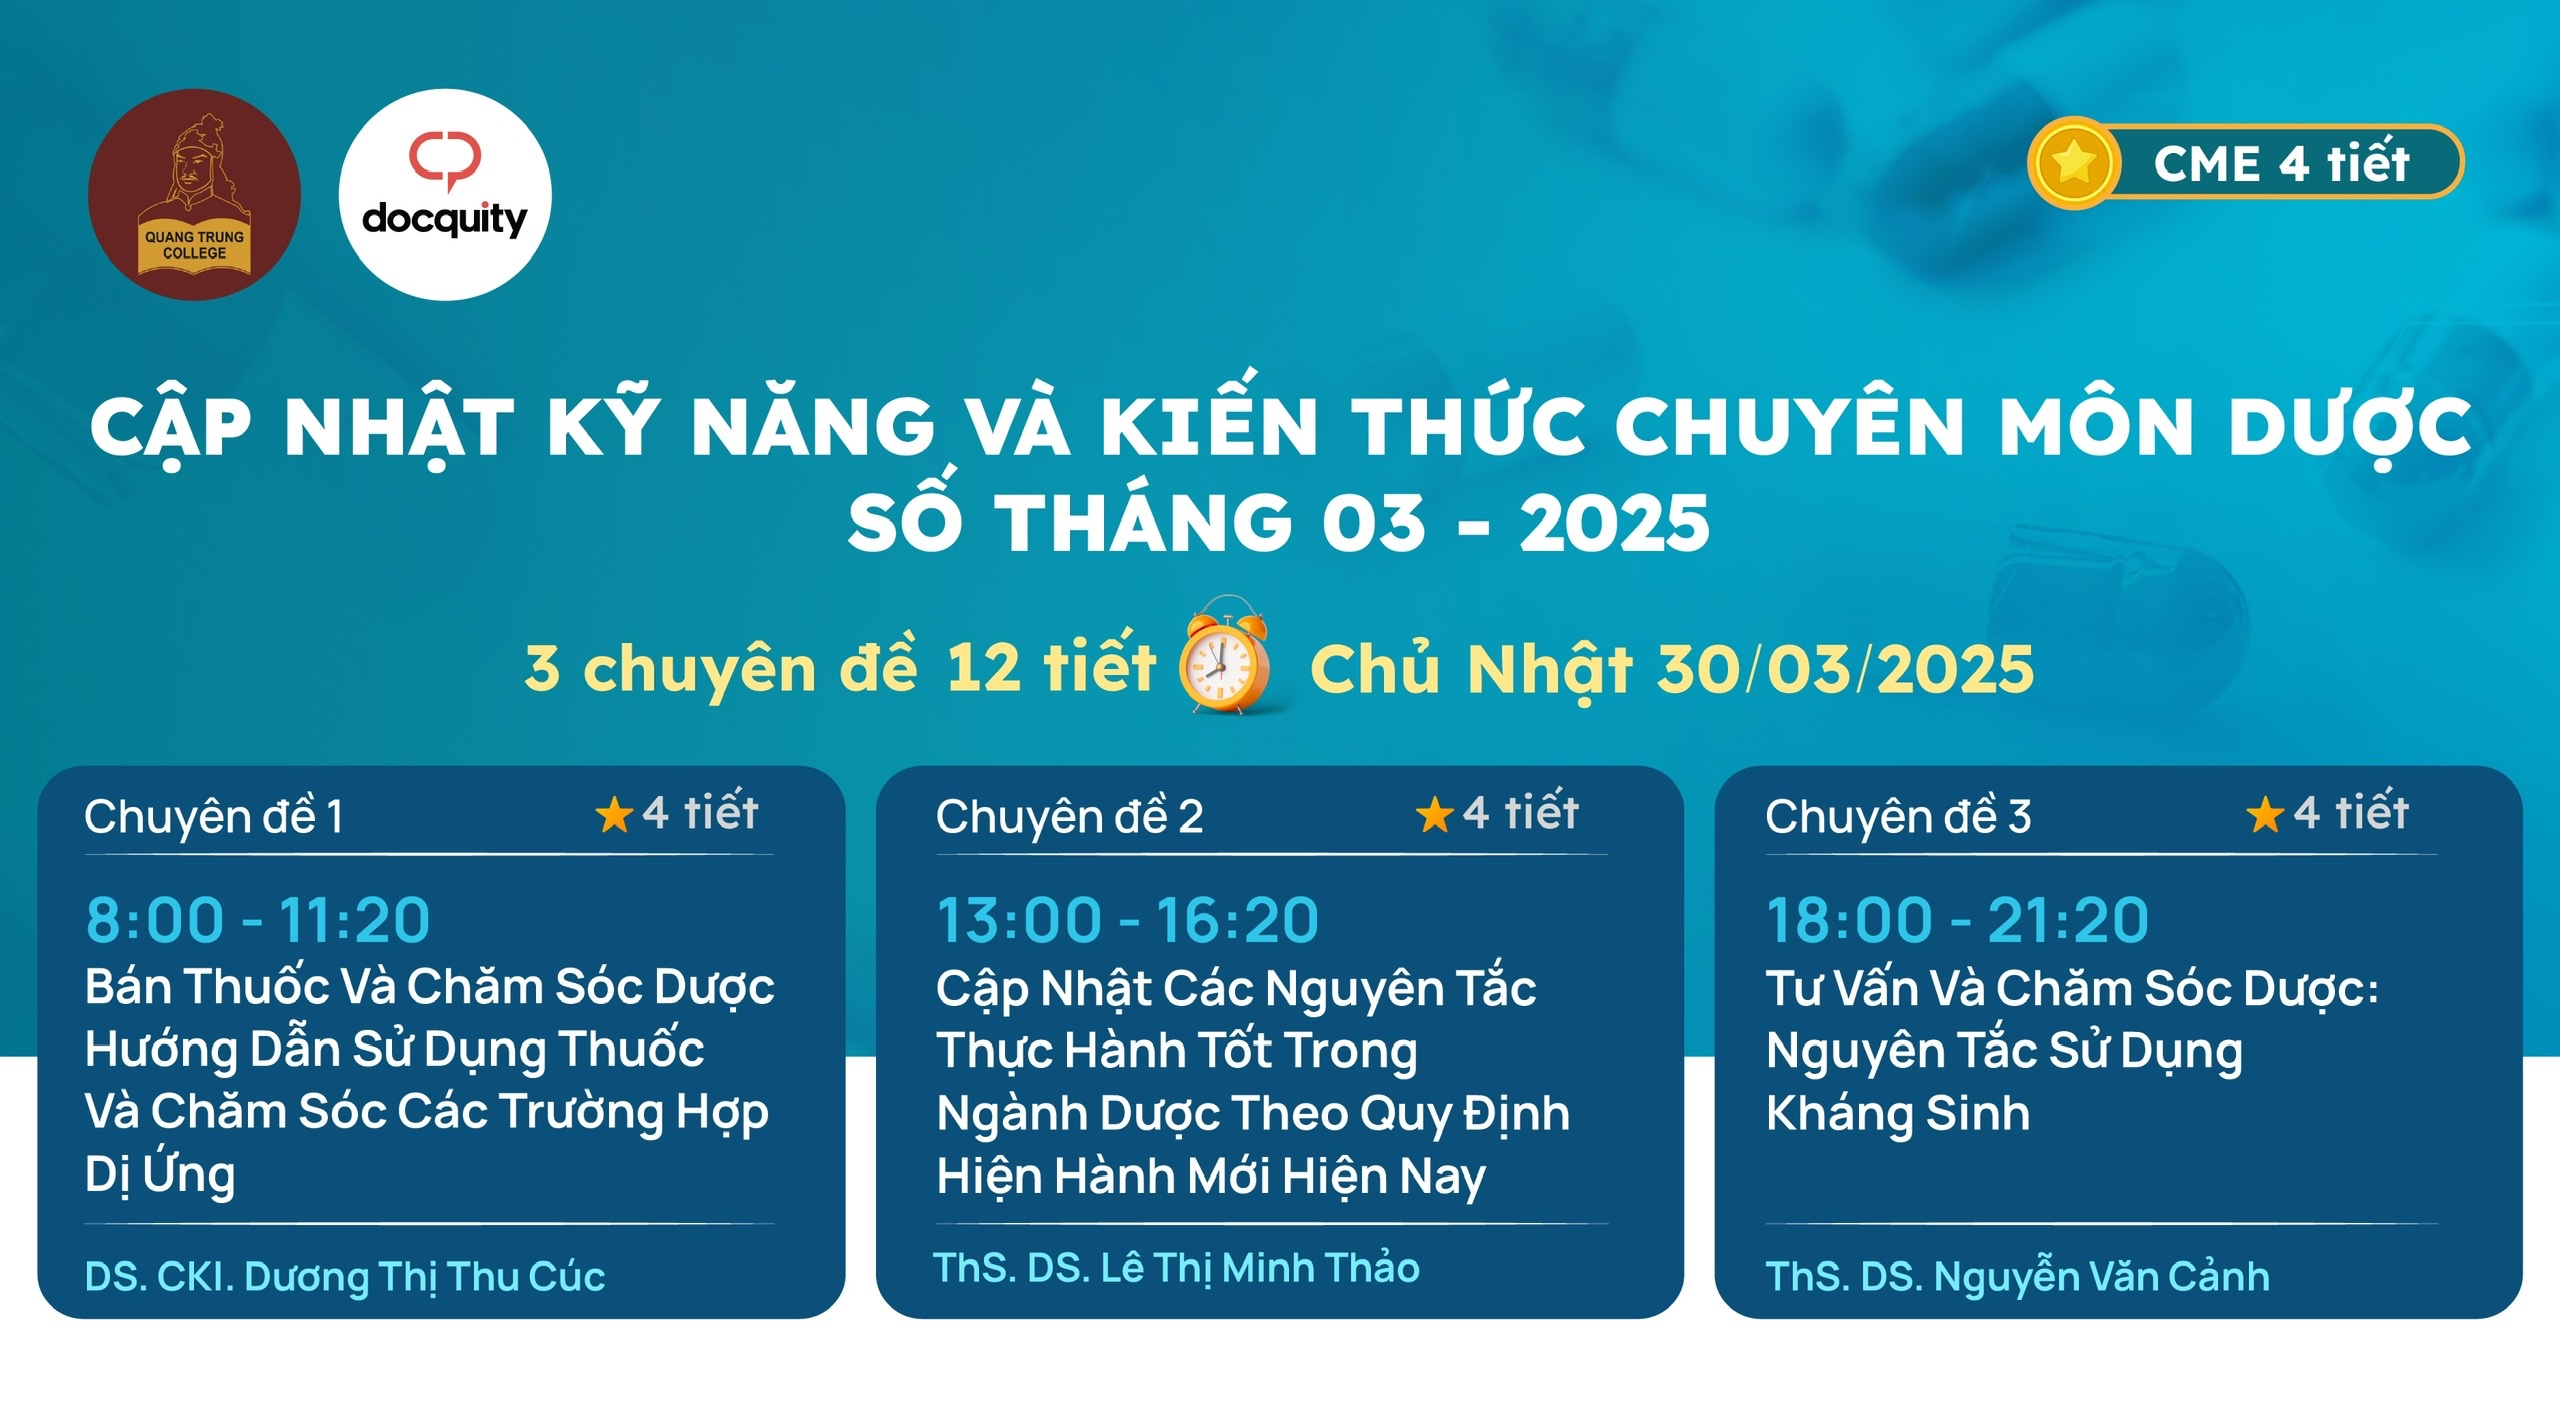 QUANG TRUNG
COLLEGE
docquity
CME 4 tiết
CẬP NHẬT KỸ NĂNG VÀ KIẾN THỨC CHUYÊN MÔN DƯỢC
SỐ THÁNG 03 - 2025
3 chuyên đề 12 tiết Chủ Nhật 30/03/2025
Chuyên đề 1 4 tiết
8:00 - 11:20
Bán Thuốc Và Chăm Sóc Dược
Hướng Dẫn Sử Dụng Thuốc
Và Chăm Sóc Các Trường Hợp
Dị Ứng
DS. CKI. Dương Thị Thu Cúc
Chuyên đề 2 4 tiết
13:00 - 16:20
Cập Nhật Các Nguyên Tắc
Thực Hành Tốt Trong
Ngành Dược Theo Quy Định
Hiện Hành Mới Hiện Nay
ThS. DS. Lê Thị Minh Thảo
Chuyên đề 3 4 tiết
18:00 - 21:20
Tư Vấn Và Chăm Sóc Dược:
Nguyên Tắc Sử Dụng
Kháng Sinh
ThS. DS. Nguyễn Văn Cảnh